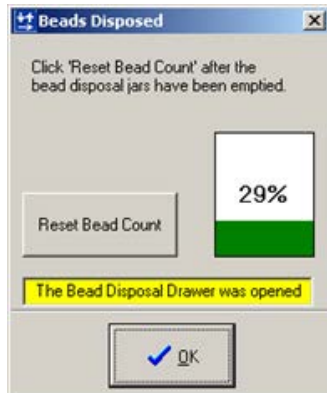 Beads Disposed
Click 'Reset Bead Count' after the
bead disposal jars have been emptied.
29%
Reset Bead Count
The Bead Disposal Drawer was opened
OK